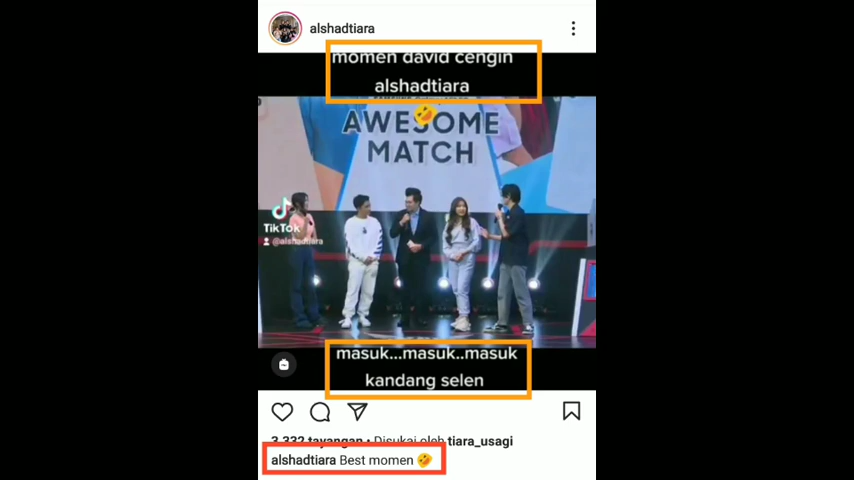 alshadtiara
momen david cengin
alshadtiara
AWESOME
MATCH
TikTok
@alshadtiara
masuk...masuk..masuk
kandang selen
3.332 tayangan • Disukai oleh tiara_usagi
alshadtiara Best momen 🤣